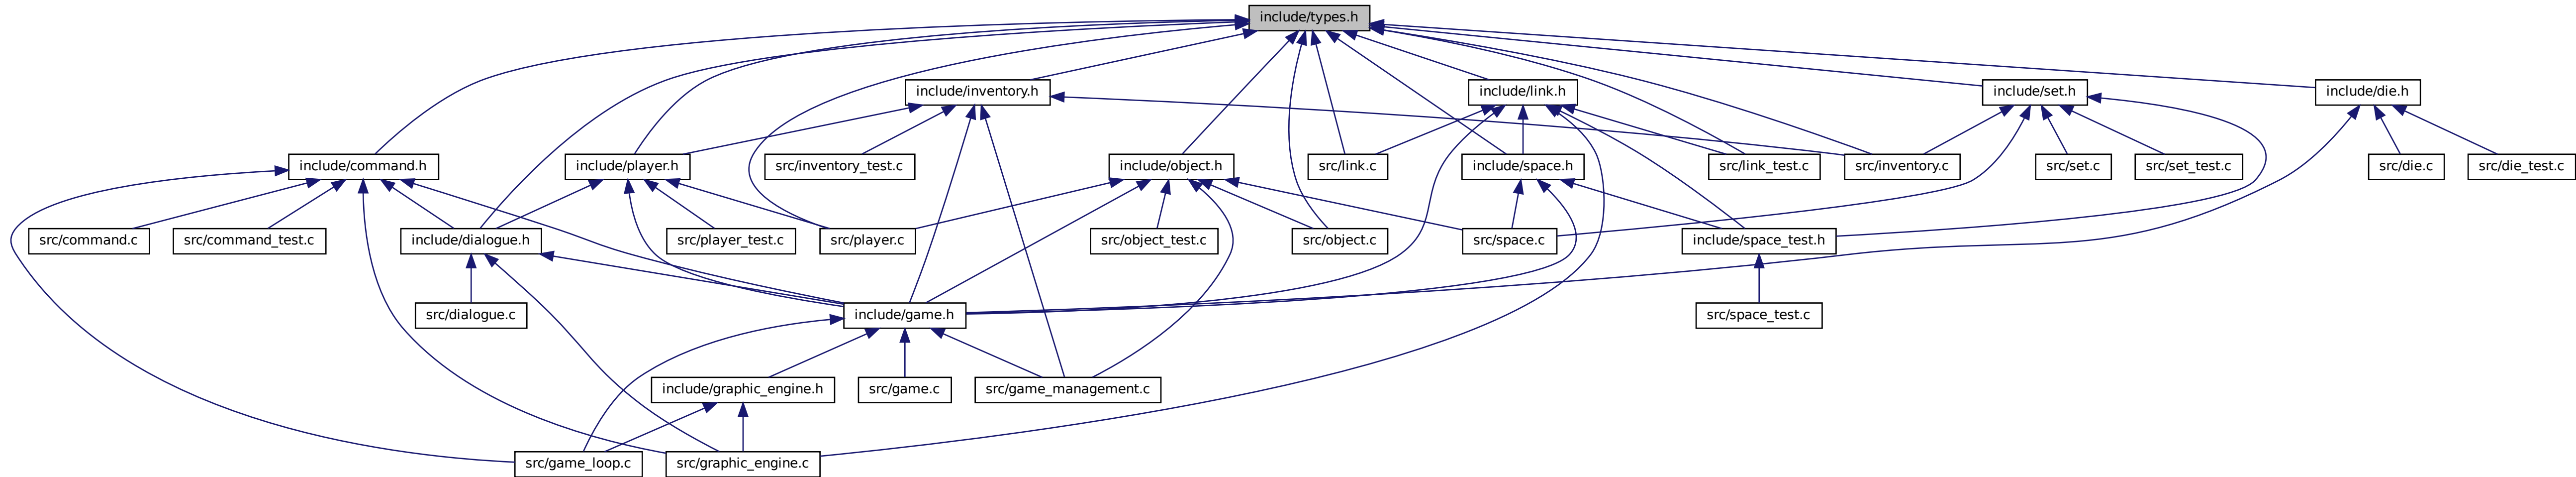 include/types.h
include/inventory.h
include/link.h
include/set.h
include/die.h
include/command.h
include/player.h
src/inventory_test.c
include/object.h
src/link.c
include/space.h
src/link_test.c
src/inventory.c
src/set.c
src/set_test.c
src/die.c
src/die_test.c
src/command.c
src/command_test.c
include/dialogue.h
src/player_test.c
src/player.c
src/object_test.c
src/object.c
src/space.c
include/space_test.h
src/dialogue.c
include/game.h
src/space_test.c
include/graphic_engine.h
src/game.c
src/game_management.c
src/game_loop.c
src/graphic_engine.c